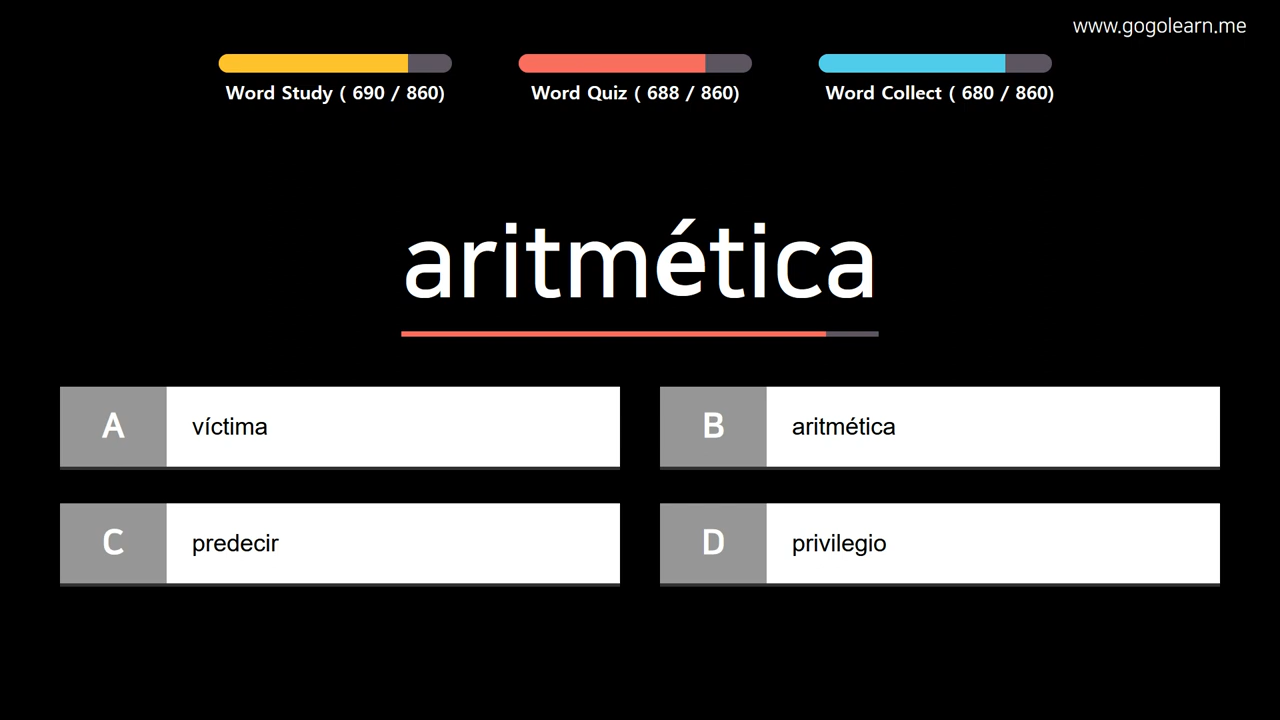 www.gogolearn.me
Word Study ( 690 / 860)
Word Quiz ( 688 / 860)
Word Collect ( 680 / 860)
aritmética
A víctima
B aritmética
C predecir
D privilegio